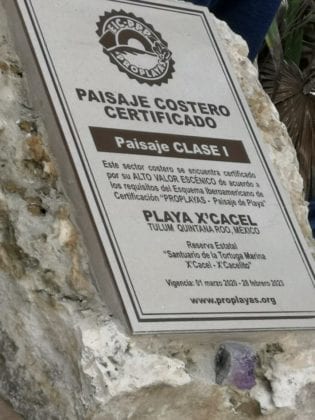 IC-PPP
PROPLAYAS
PAISAJE COSTERO
CERTIFICADO
Paisaje CLASE I
Este sector costero se encuentra certificado
por su ALTO VALOR ESCÉNICO de acuerdo a
los requisitos del Esquema Iberoamericano de
Certificación "PROPLAYAS - Paisaje de Playa"
PLAYA X'CACEL
TULUM QUINTANA ROO, MÉXICO
Reserva Estatal
"Santuario de la Tortuga Marina
X'Cacel - X'Cacelito"
Vigencia: 01 marzo 2020 - 28 febrero 2023
www.proplayas.org